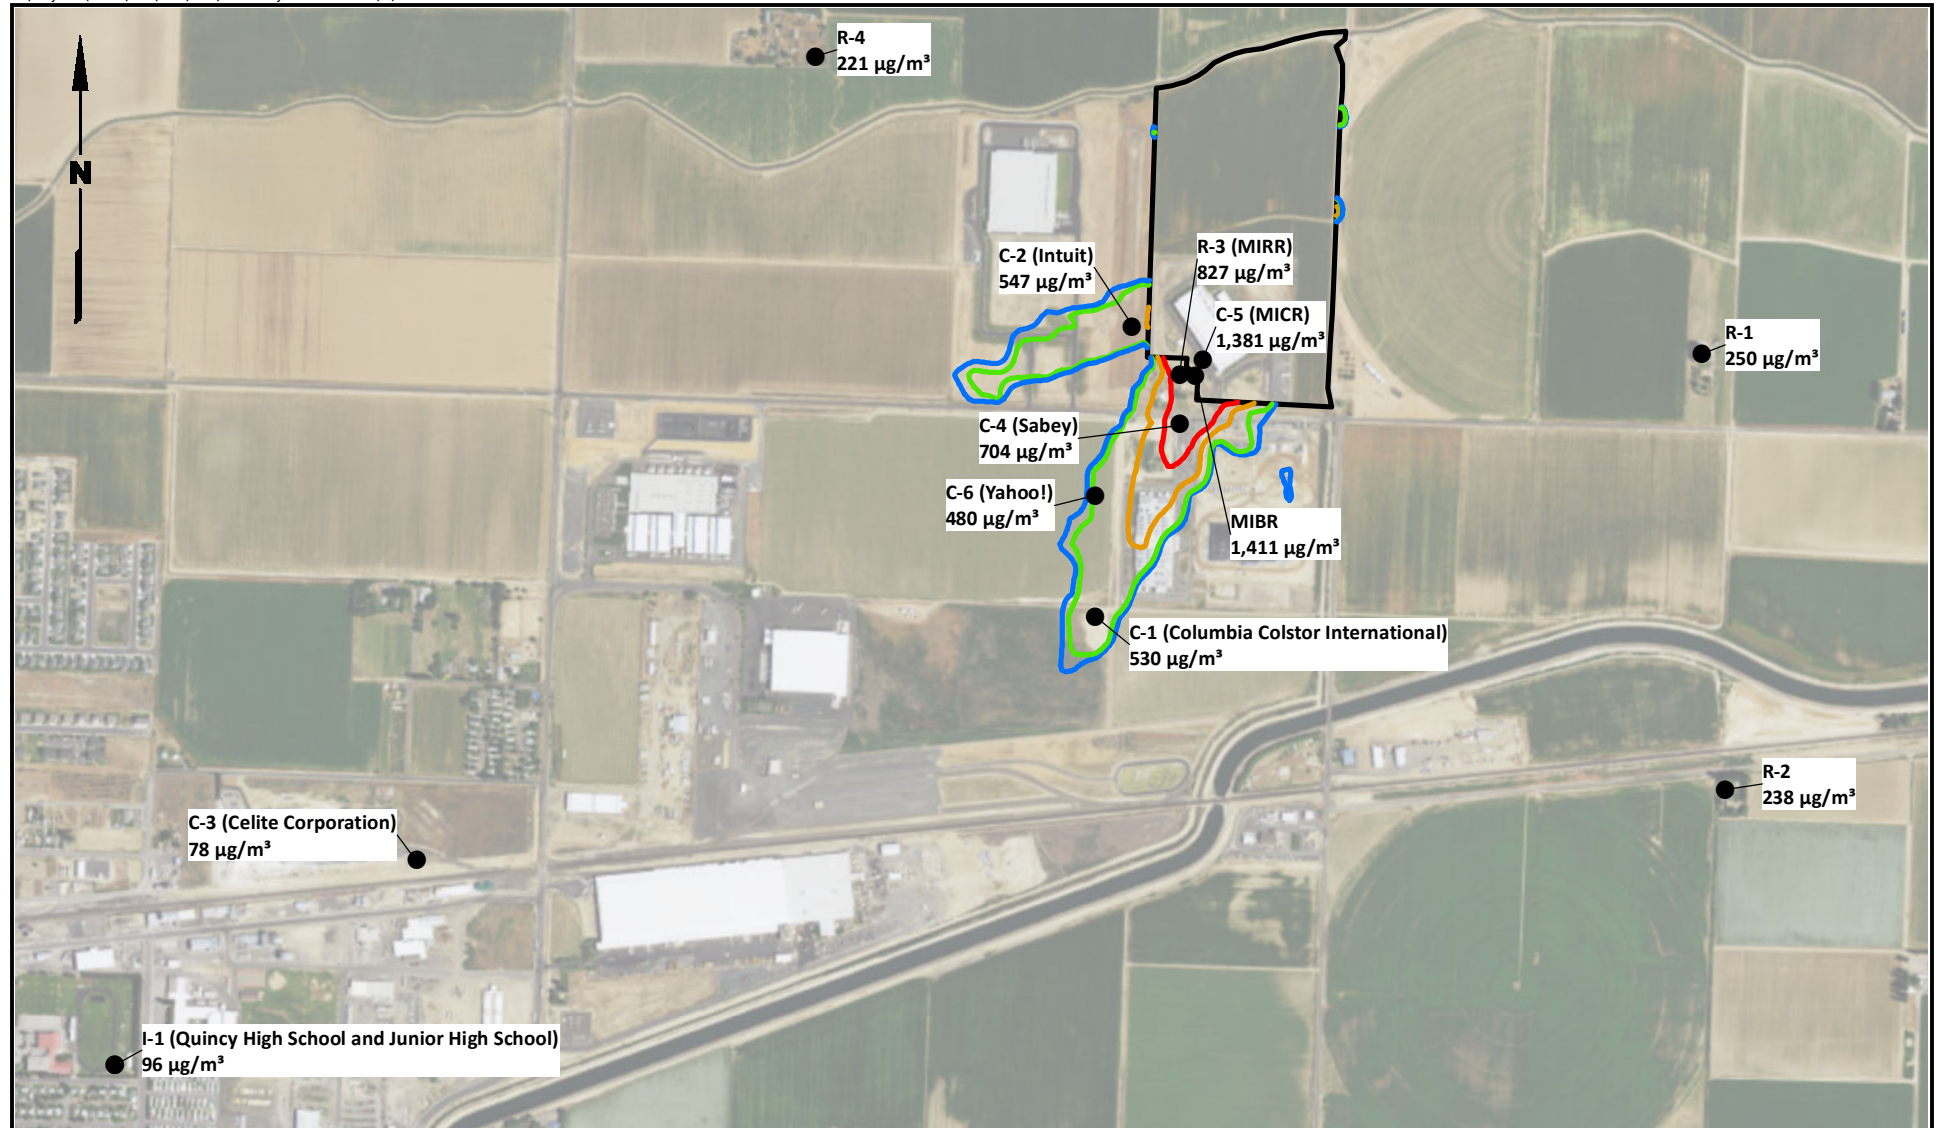 R-4
221 µg/m³
N
C-2 (Intuit)
547 µg/m³
R-3 (MIRR)
827 µg/m³
C-5 (MICR)
1,381 µg/m³
R-1
250 µg/m³
C-4 (Sabey)
704 µg/m³
C-6 (Yahoo!)
480 µg/m³
MIBR
1,411 µg/m³
C-1 (Columbia Colstor International)
530 µg/m³
R-2
238 µg/m³
C-3 (Celite Corporation)
78 µg/m³
I-1 (Quincy High School and Junior High School)
96 µg/m³